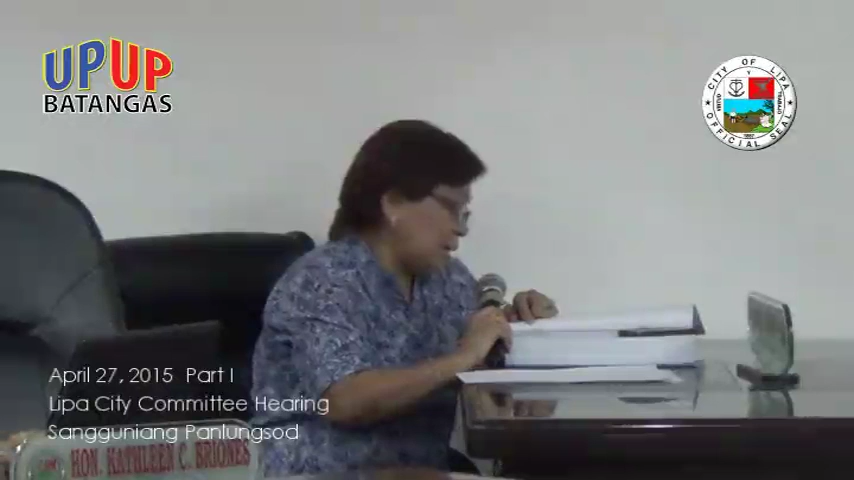 UPUP
BATANGAS
CITY OF LIPA
OFFICIAL SEAL
1887
April 27, 2015 Part I
Lipa City Committee Hearing
Sangguniang Panlungsod
HON. KATHLEEN C. BRIONES